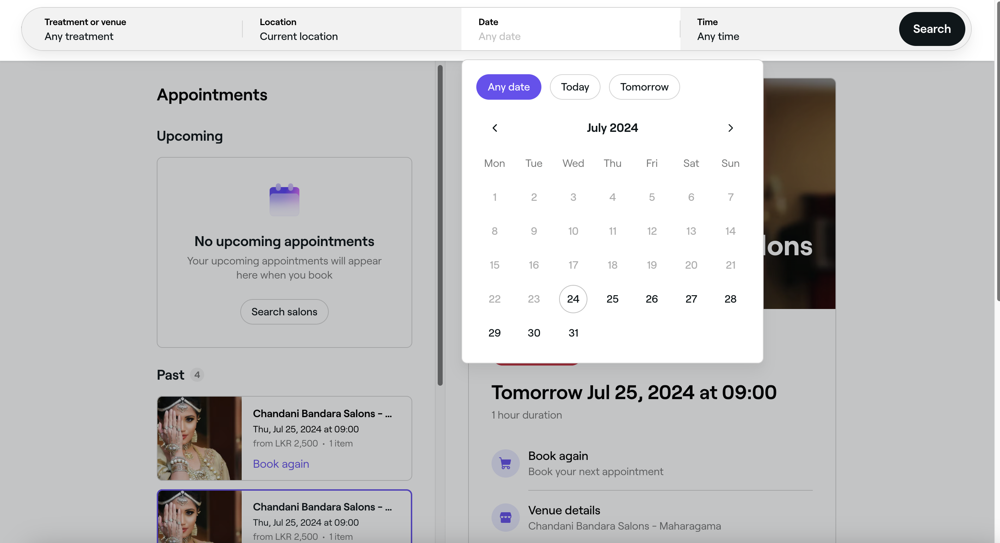 Treatment or venue
Any treatment
Location
Current location
Date
Any date
Time
Any time
Search
Appointments
Upcoming
No upcoming appointments
Your upcoming appointments will appear
here when you book
Search salons
Past 4
Chandani Bandara Salons - ...
Thu, Jul 25, 2024 at 09:00
from LKR 2,500 • 1 item
Book again
Chandani Bandara Salons - ...
Thu, Jul 25, 2024 at 09:00
from LKR 2,500 • 1 item
Any date Today Tomorrow
July 2024
Mon Tue Wed Thu Fri Sat Sun
1 2 3 4 5 6 7
8 9 10 11 12 13 14
15 16 17 18 19 20 21
22 23 24 25 26 27 28
29 30 31
lons
Tomorrow Jul 25, 2024 at 09:00
1 hour duration
Book again
Book your next appointment
Venue details
Chandani Bandara Salons - Maharagama